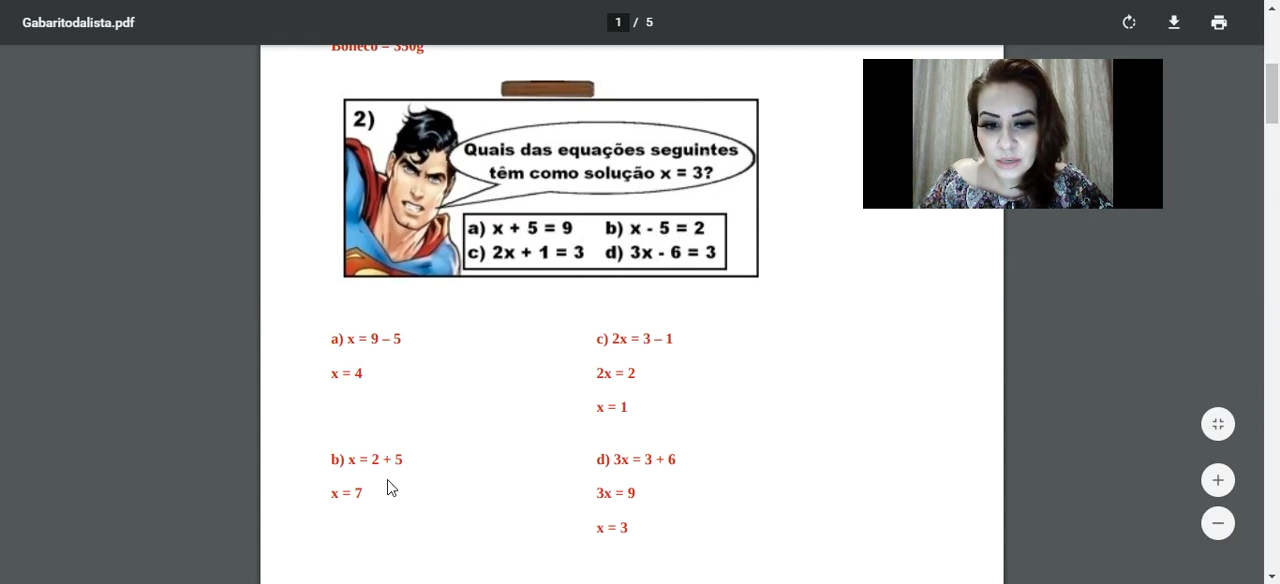 Gabaritodalista.pdf
1 / 5
Boneco = 350g
2)
Quais das equações seguintes
têm como solução x = 3?
a) x + 5 = 9 b) x - 5 = 2
c) 2x + 1 = 3 d) 3x - 6 = 3
a) x = 9 – 5
x = 4
c) 2x = 3 – 1
2x = 2
x = 1
b) x = 2 + 5
x = 7
d) 3x = 3 + 6
3x = 9
x = 3